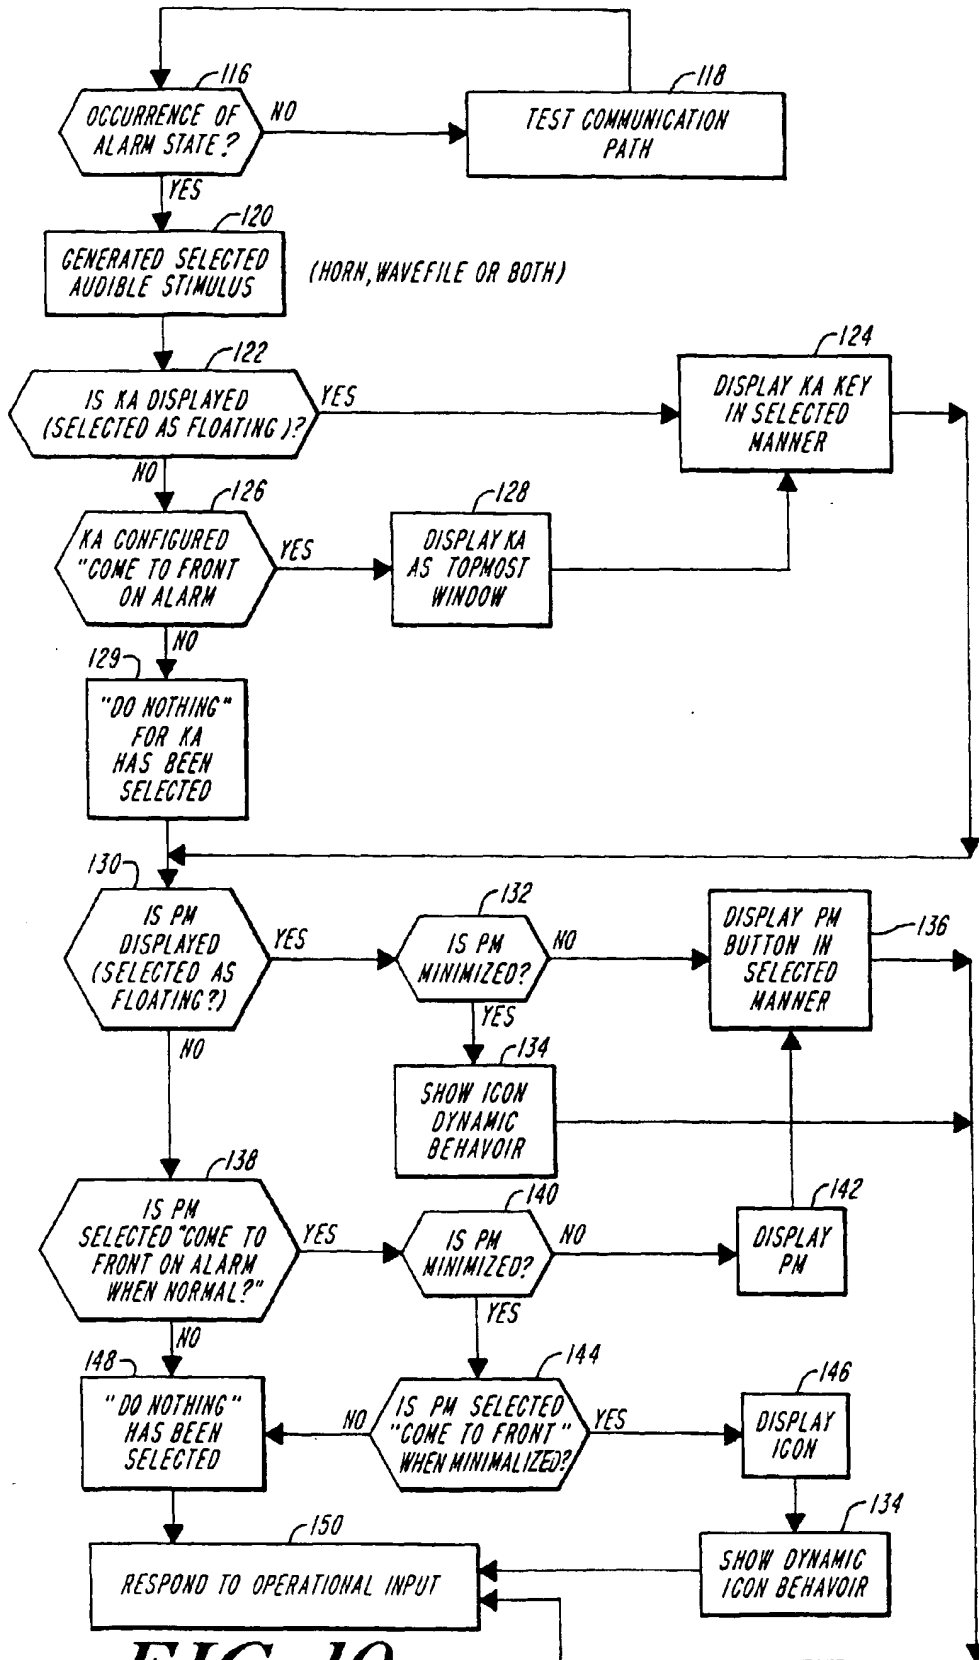 116
OCCURRENCE OF
ALARM STATE?
NO
118
TEST COMMUNICATION
PATH
YES
120
GENERATED SELECTED
AUDIBLE STIMULUS
(HORN, WAVEFILE OR BOTH)
122
IS KA DISPLAYED
(SELECTED AS FLOATING)?
YES
124
DISPLAY KA KEY
IN SELECTED
MANNER
NO
126
KA CONFIGURED
"COME TO FRONT
ON ALARM
YES
128
DISPLAY KA
AS TOPMOST
WINDOW
NO
129
"DO NOTHING"
FOR KA
HAS BEEN
SELECTED
130
IS PM
DISPLAYED
(SELECTED AS
FLOATING?)
YES
132
IS PM
MINIMIZED?
NO
DISPLAY PM
BUTTON IN
SELECTED
MANNER
136
YES
NO
134
SHOW ICON
DYNAMIC
BEHAVOIR
138
IS PM
SELECTED "COME TO
FRONT ON ALARM
WHEN NORMAL?"
YES
140
IS PM
MINIMIZED?
NO
142
DISPLAY
PM
YES
NO
148
"DO NOTHING"
HAS BEEN
SELECTED
NO
144
IS PM SELECTED
"COME TO FRONT"
WHEN MINIMALIZED?
YES
146
DISPLAY
ICON
134
SHOW DYNAMIC
ICON BEHAVOIR
150
RESPOND TO OPERATIONAL INPUT
FIG. 10